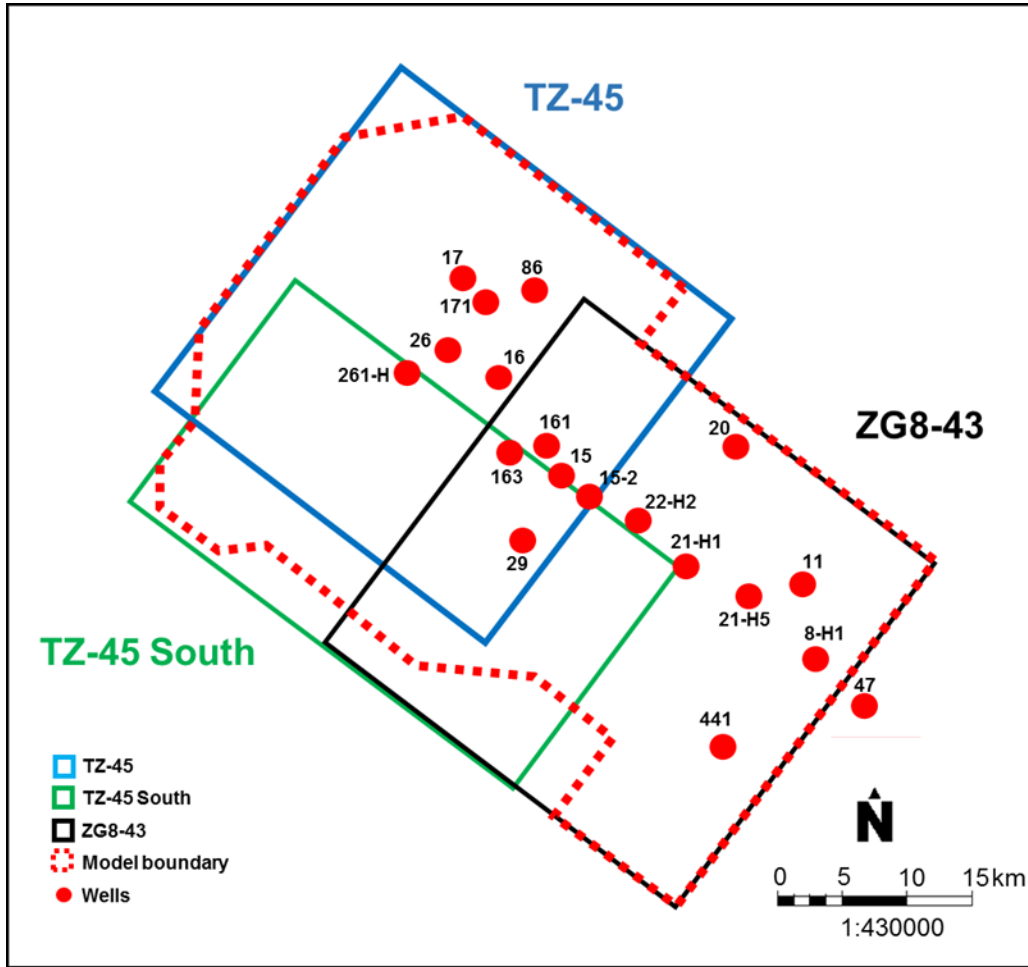 TZ-45
17
86
171
26
16
261-H
ZG8-43
20
161
163
15
15-2
22-H2
29
21-H1
11
21-H5
8-H1
TZ-45 South
47
441
TZ-45
TZ-45 South
ZG8-43
Model boundary
Wells
N
0 5 10 15 km
1:430000